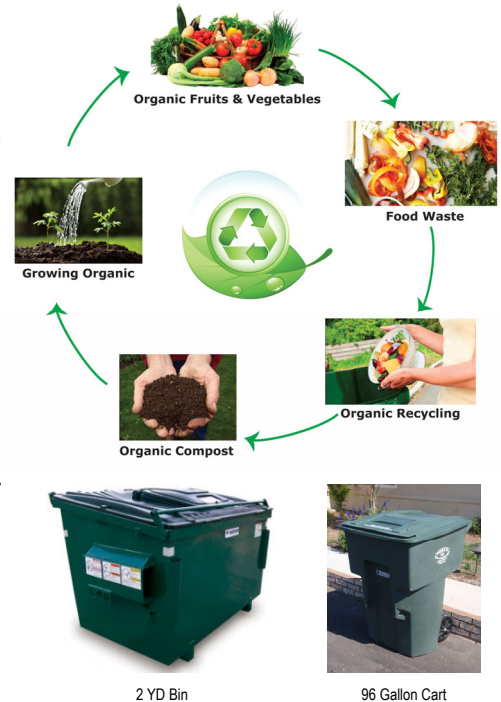 Organic Fruits & Vegetables
Food Waste
Growing Organic
Organic Recycling
Organic Compost
2 YD Bin
96 Gallon Cart